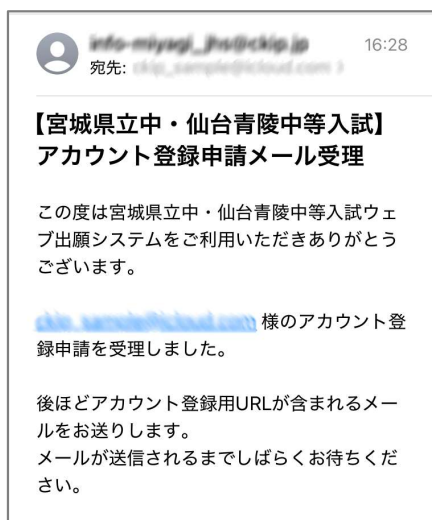 16:28
宛先:
【宮城県立中・仙台青陵中等入試】
アカウント登録申請メール受理
この度は宮城県立中・仙台青陵中等入試ウェ
ブ出願システムをご利用いただきありがとう
ございます。
様のアカウント登
録申請を受理しました。
後ほどアカウント登録用URLが含まれるメー
ルをお送りします。
メールが送信されるまでしばらくお待ちくだ
さい。